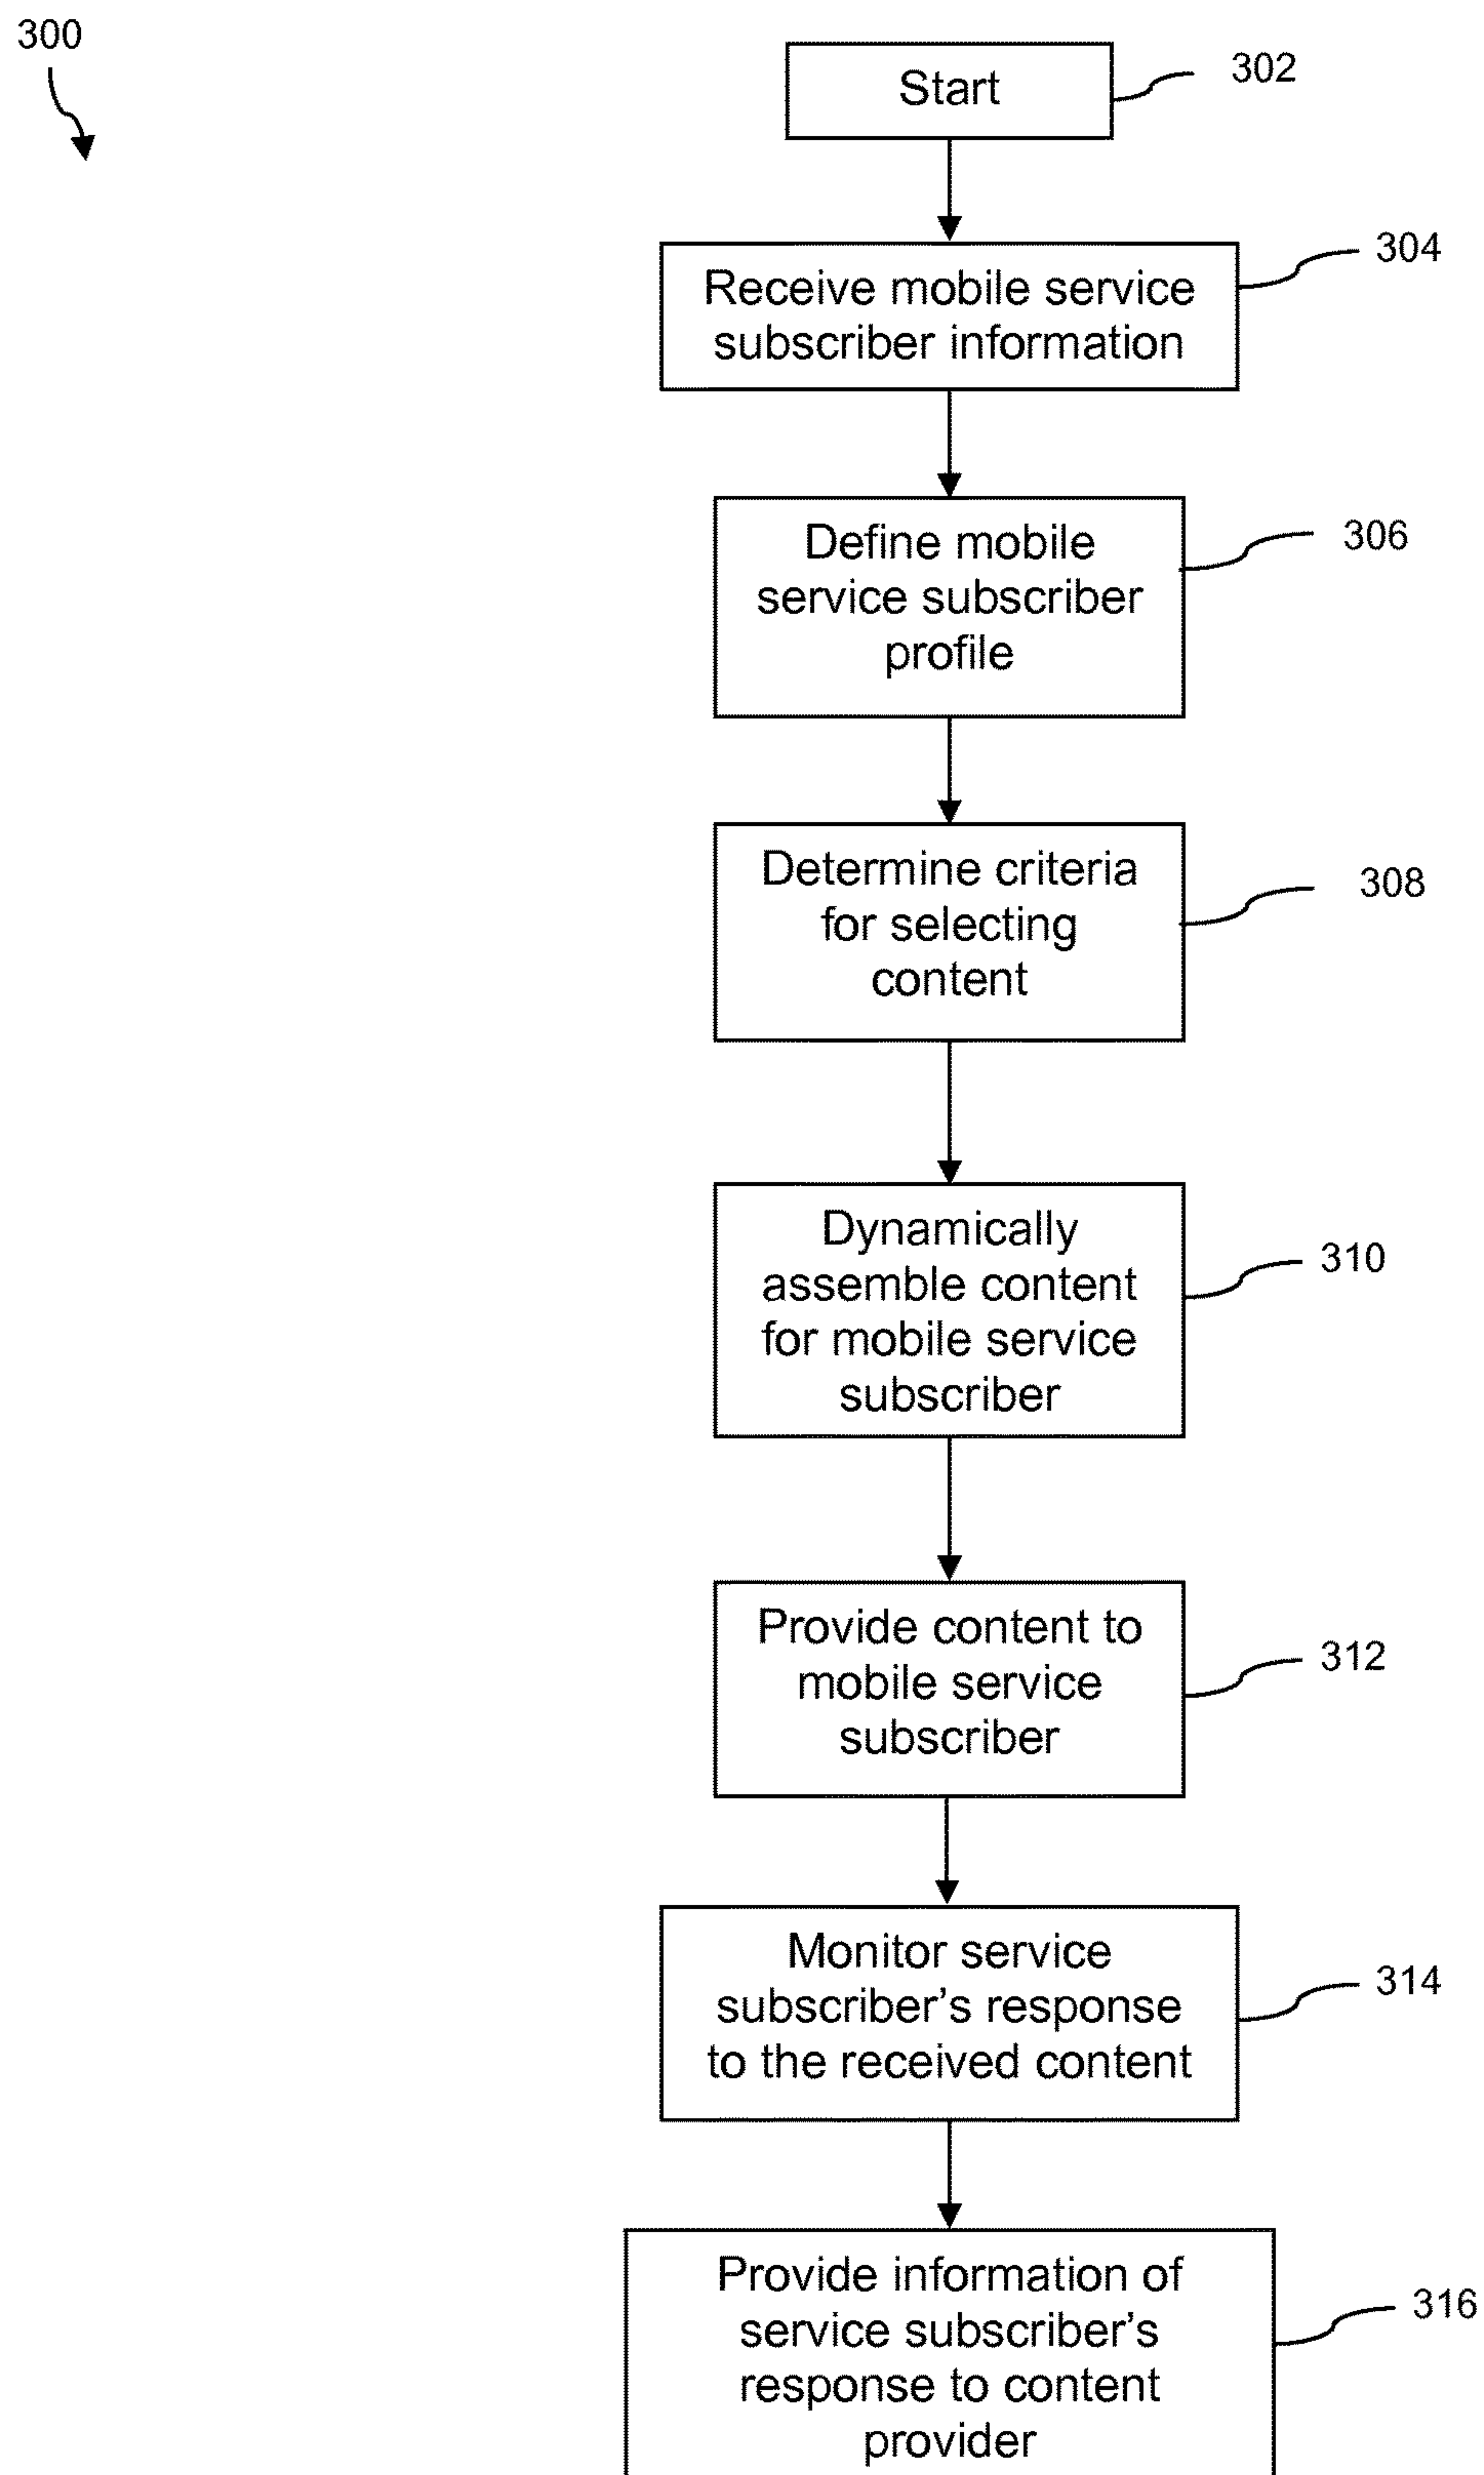 300
Start
302
Receive mobile service
subscriber information
304
Define mobile
service subscriber
profile
306
Determine criteria
for selecting
content
308
Dynamically
assemble content
for mobile service
subscriber
310
Provide content to
mobile service
subscriber
312
Monitor service
subscriber’s response
to the received content
314
Provide information of
service subscriber’s
response to content
provider
316